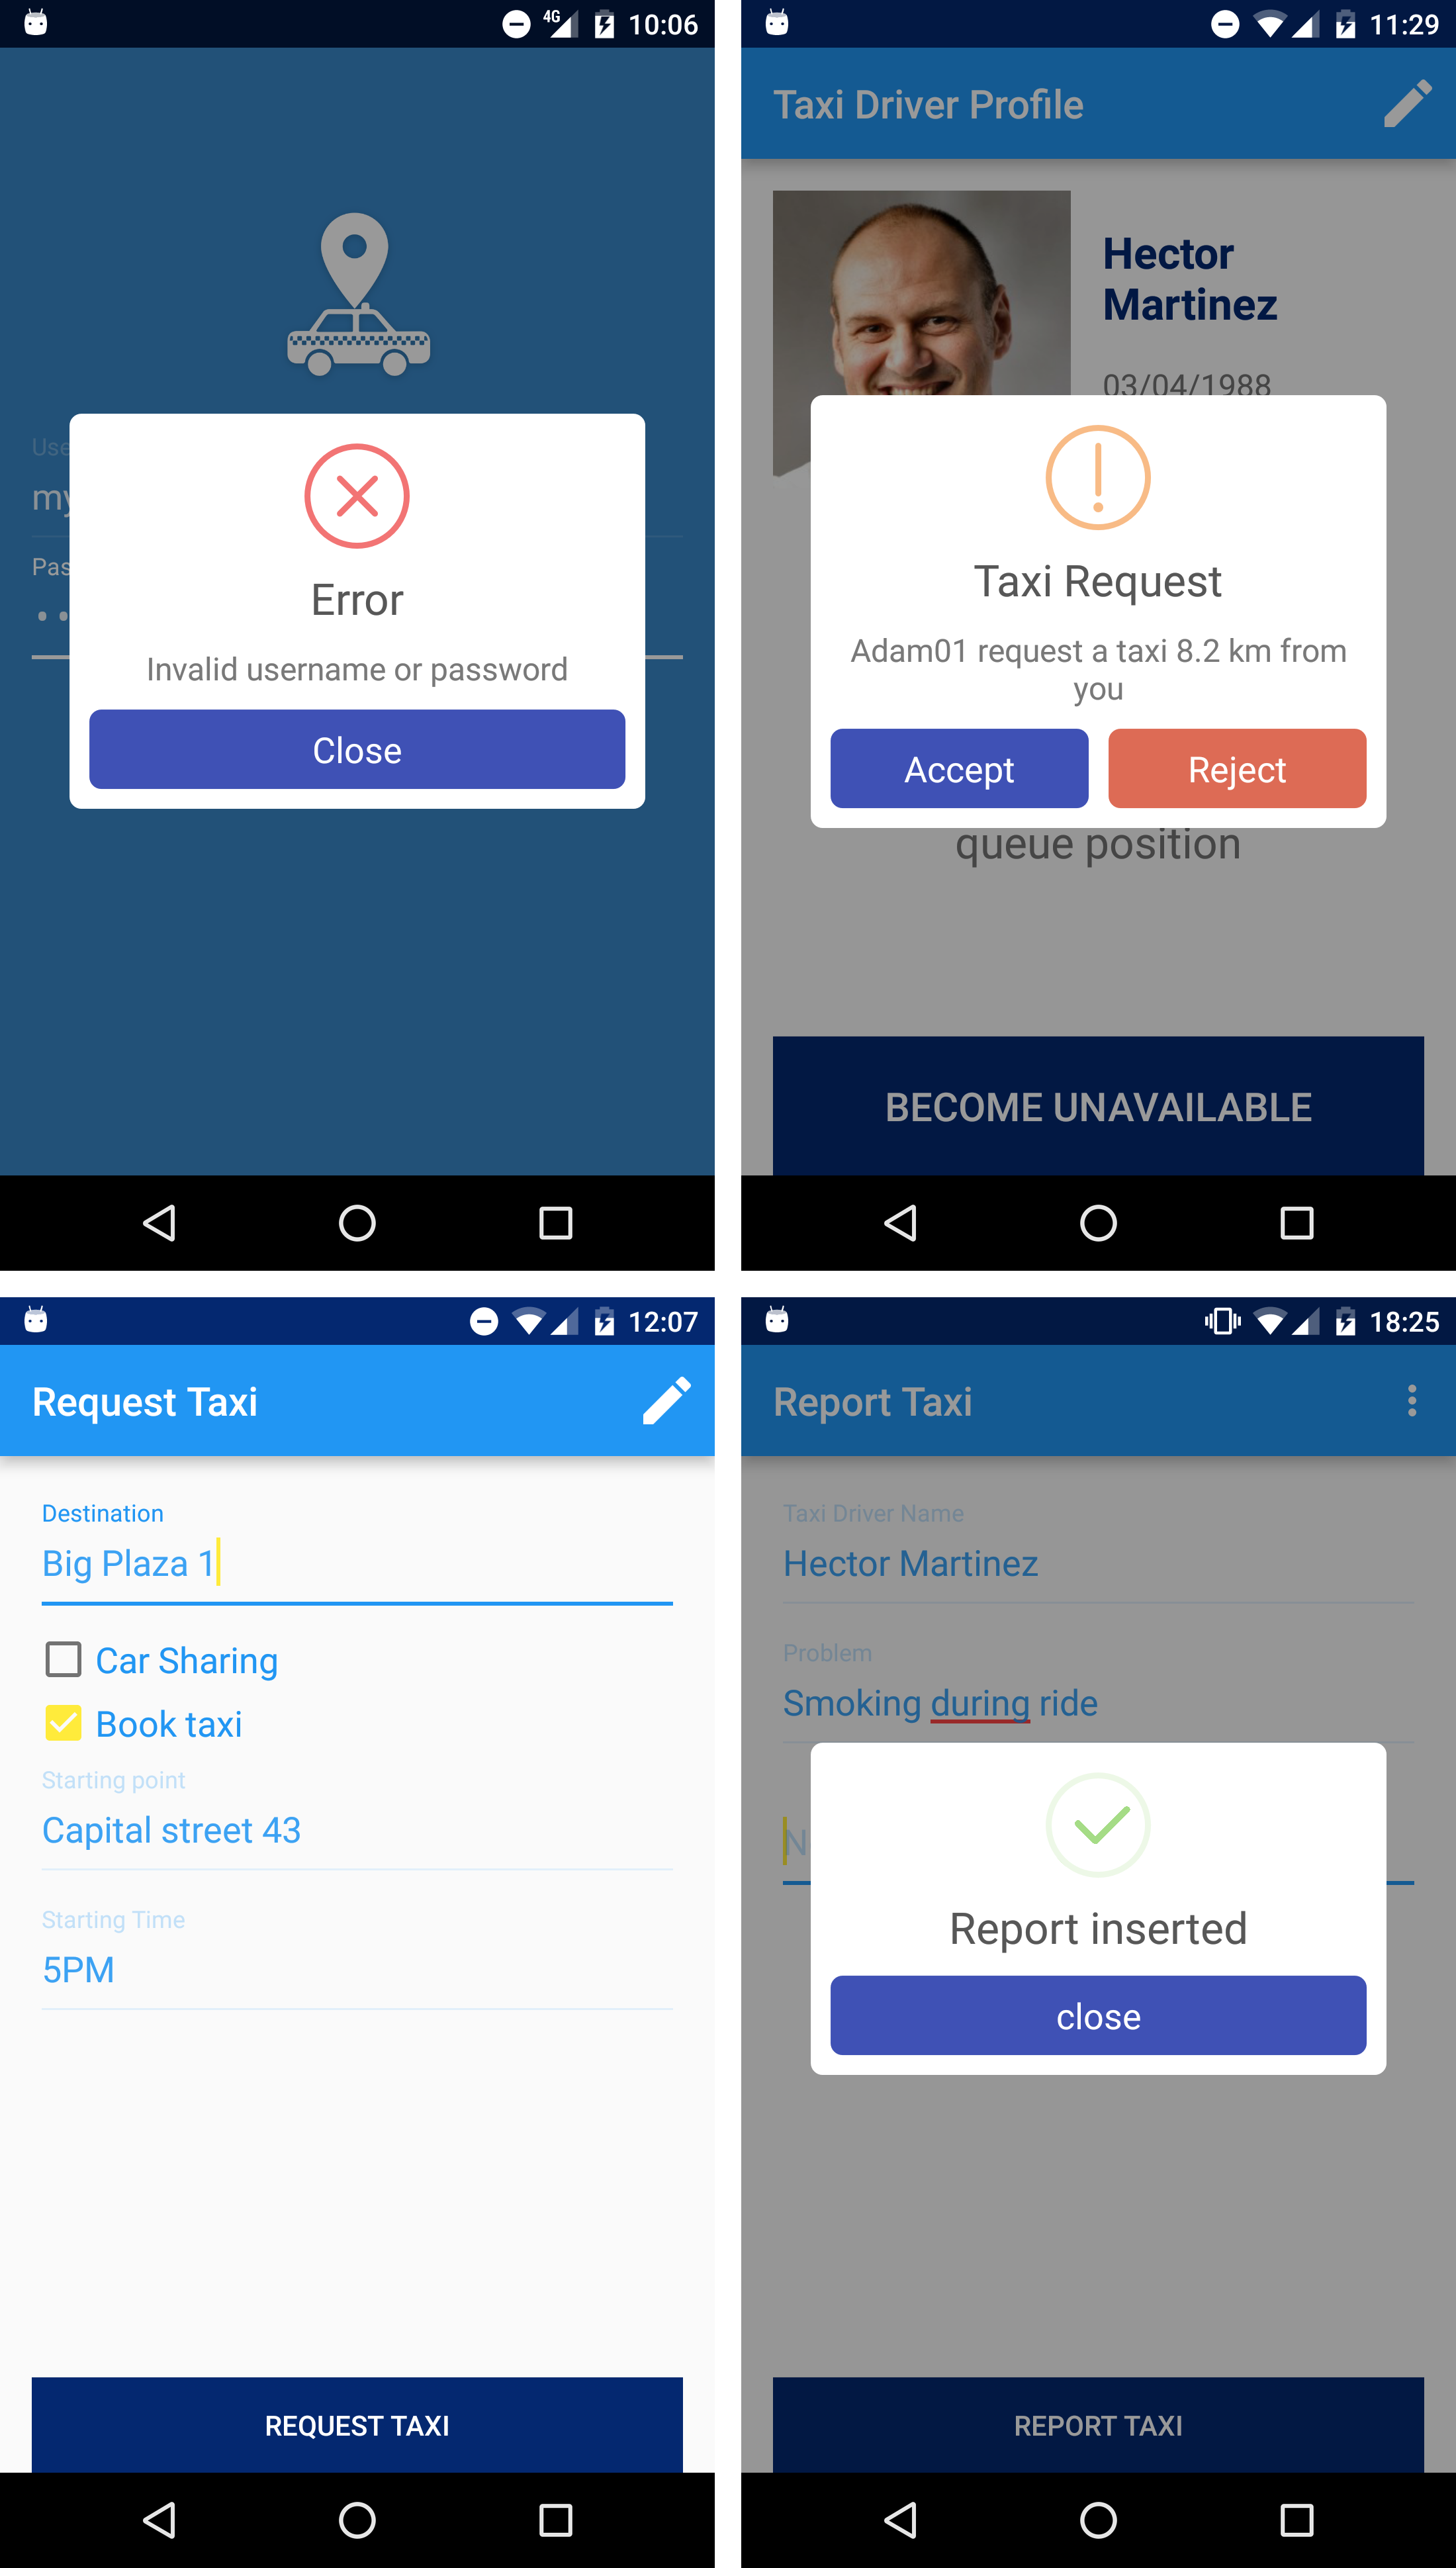 4G 10:06
Use
my
Pas
Error
Invalid username or password
Close
11:29
Taxi Driver Profile
Hector
Martinez
03/04/1988
Taxi Request
Adam01 request a taxi 8.2 km from
you
Accept Reject
queue position
BECOME UNAVAILABLE
12:07
Request Taxi
Destination
Big Plaza 1
Car Sharing
Book taxi
Starting point
Capital street 43
Starting Time
5PM
REQUEST TAXI
18:25
Report Taxi
Taxi Driver Name
Hector Martinez
Problem
Smoking during ride
N
Report inserted
close
REPORT TAXI